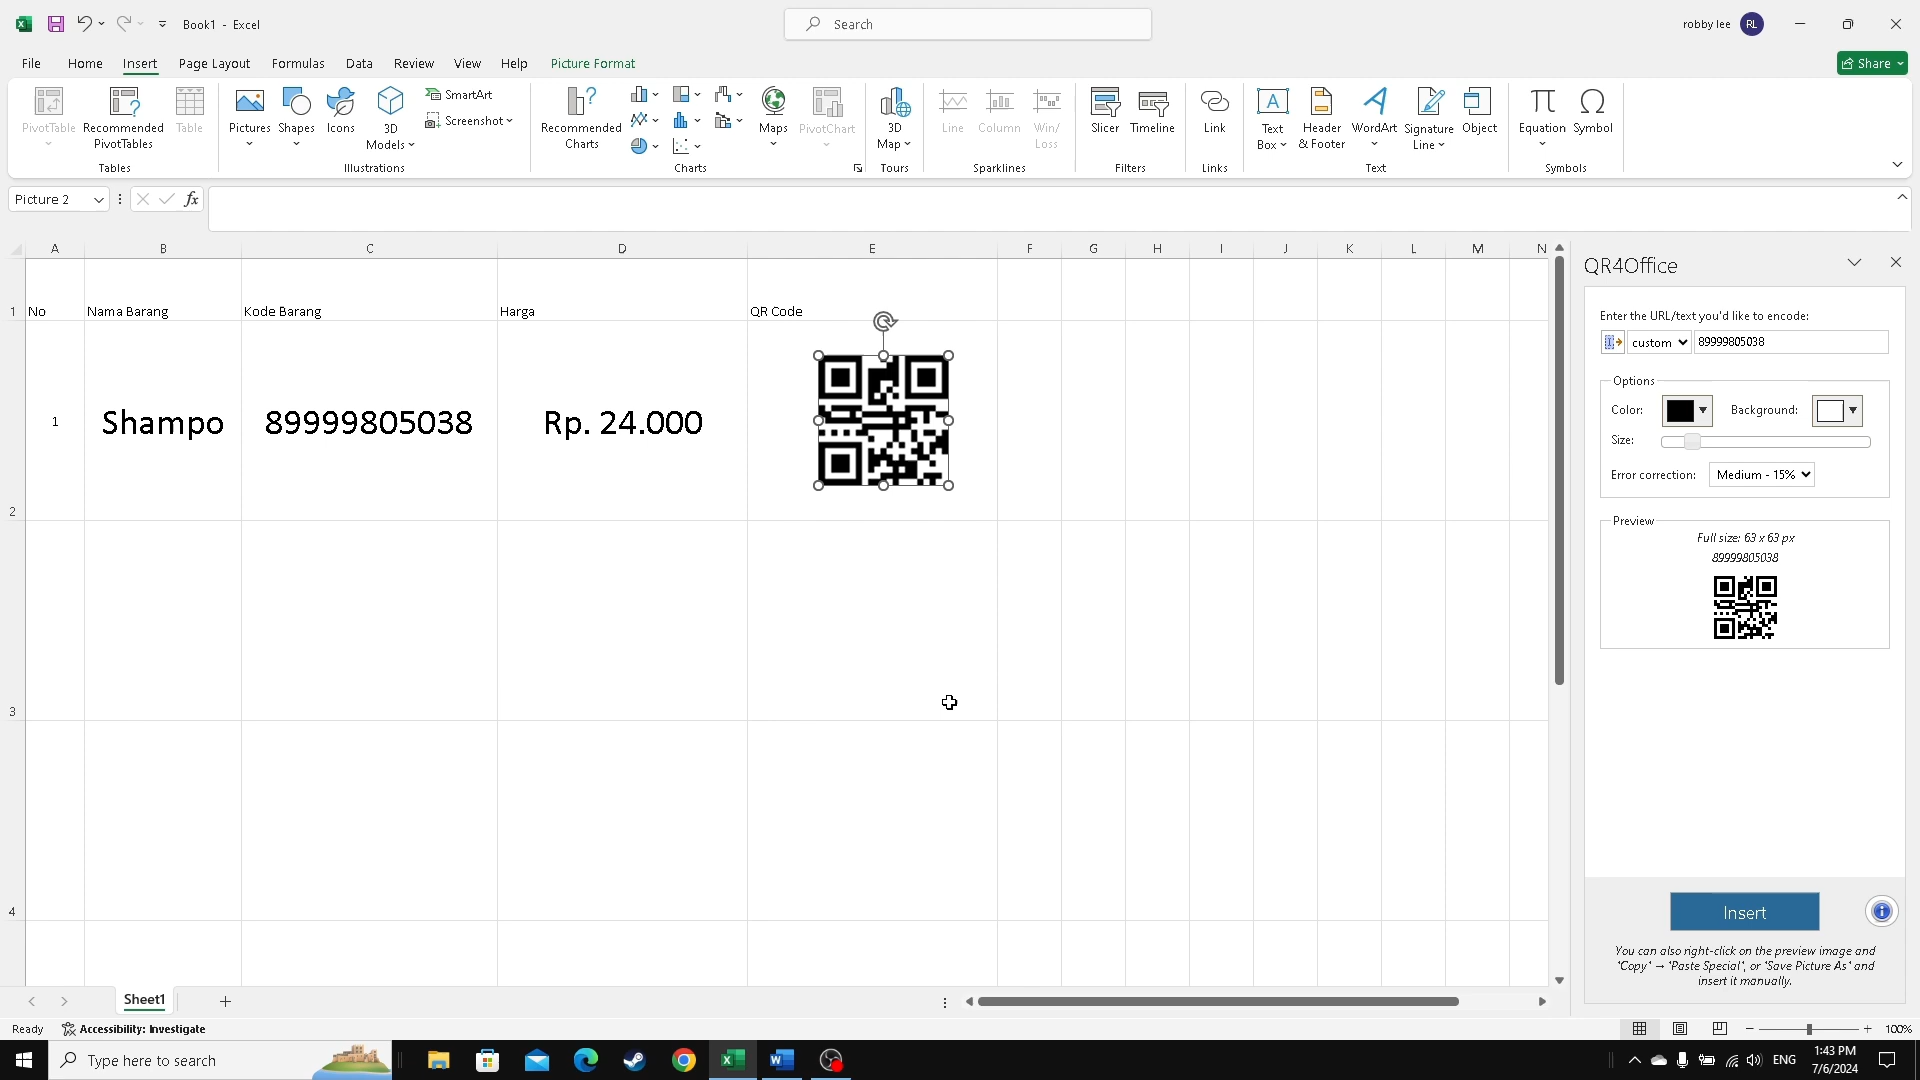 Book1 - Excel
Search
robby lee
RL
File Home Insert Page Layout Formulas Data Review View Help Picture Format
Share
PivotTable
Recommended PivotTables
Table
Tables
Pictures
Shapes
Icons
3D Models
SmartArt
Screenshot
Illustrations
Recommended Charts
Maps
PivotChart
Charts
3D Map
Tours
Line
Column
Win/Loss
Sparklines
Slicer
Timeline
Filters
Link
Links
Text Box
Header & Footer
WordArt
Signature Line
Object
Text
Equation
Symbol
Symbols
Picture 2
fx
A B C D E F G H I J K L M N
1 No Nama Barang Kode Barang Harga QR Code
1 Shampo 89999805038 Rp. 24.000
2
3
4
QR4Office
Enter the URL/text you'd like to encode:
custom 89999805038
Options
Color: Background:
Size:
Error correction: Medium - 15%
Preview
Full size: 63 x 63 px
89999805038
Insert
You can also right-click on the preview image and
'Copy' → 'Paste Special', or 'Save Picture As' and
insert it manually.
Sheet1
Ready Accessibility: Investigate
100%
Type here to search
ENG
1:43 PM
7/6/2024